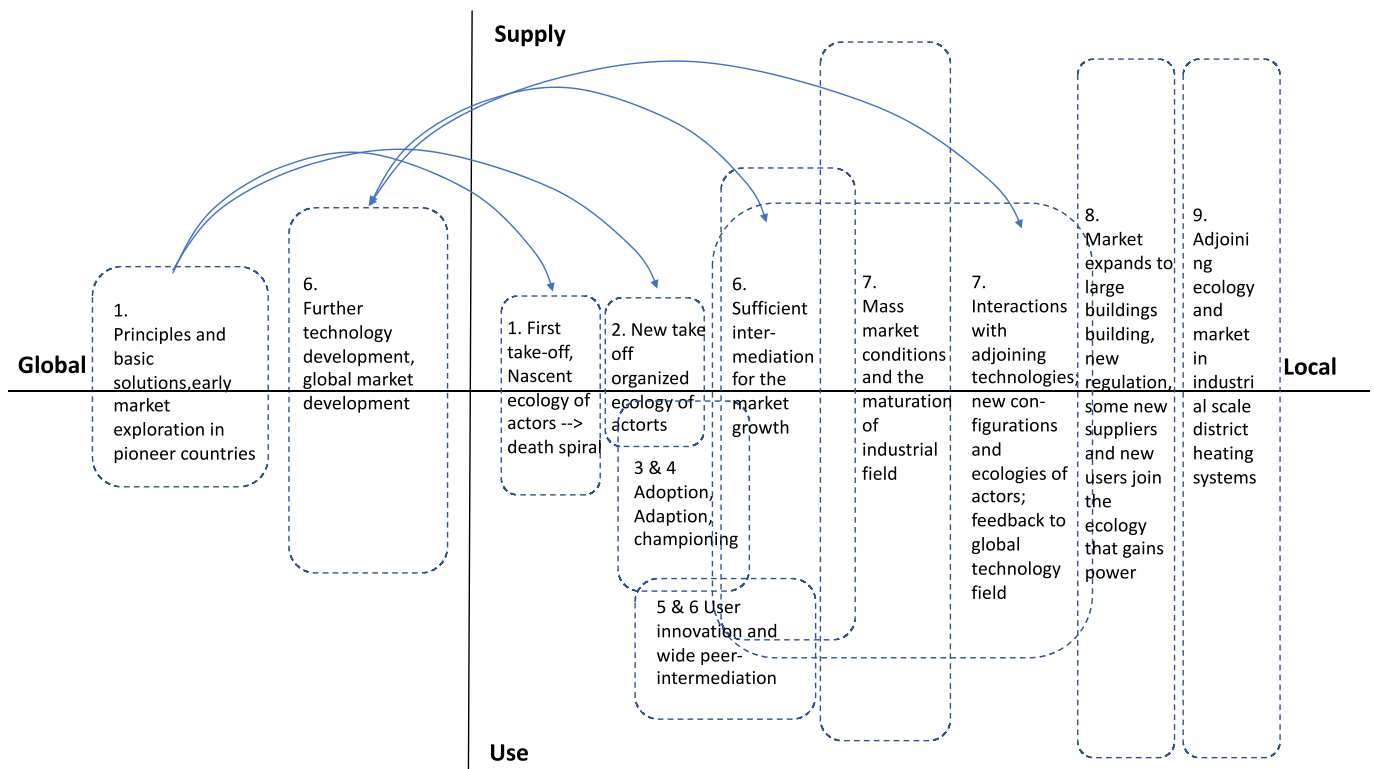 Supply
Global
1.
Principles and
basic
solutions,early
market
exploration in
pioneer countries
6.
Further
technology
development,
global market
development
1. First
take-off,
Nascent
ecology of
actors -->
death spiral
2. New take
off
organized
ecology of
actorts
3 & 4
Adoption,
Adaption,
championing
5 & 6 User
innovation and
wide peer-
intermediation
6.
Sufficient
inter-
mediation
for the
market
growth
7.
Mass
market
conditions
and the
maturation
of
industrial
field
7.
Interactions
with
adjoining
technologies;
new con-
figurations
and
ecologies of
actors;
feedback to
global
technology
field
8.
Market
expands to
large
buildings
building,
new
regulation,
some new
suppliers
and new
users join
the
ecology
that gains
power
9.
Adjoini
ng
ecology
and
market
in
industri
al scale
district
heating
systems
Local
Use